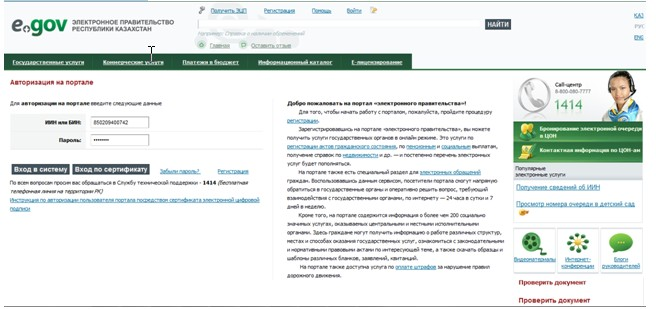 Получить ЭЦП Регистрация Помощь Войти
e.gov ЭЛЕКТРОННОЕ ПРАВИТЕЛЬСТВО
РЕСПУБЛИКИ КАЗАХСТАН
НАЙТИ
Например: Справка о наличии обременений
Главная Оставить отзыв
ҚАЗ
РУС
ENG
Государственные услуги Коммерческие услуги Платежи в бюджет Информационный каталог Е-лицензирование
Авторизация на портале
Для авторизации на портале введите следующие данные
ИИН или БИН: 850209400742
Пароль: ••••••••
Вход в систему Вход по сертификату Забыли пароль? Регистрация
По всем вопросам просим вас обращаться в Службу технической поддержки - 1414 (бесплатная
телефонная линия на территории РК)
Инструкция по авторизации пользователя портала посредством сертификата электронной цифровой
подписи
Добро пожаловать на портал «электронного правительства»!
Для того, чтобы начать работу с порталом, пожалуйста, пройдите процедуру
регистрации.
Зарегистрировавшись на портале «электронного правительства», вы можете
получить услуги государственных органов в онлайн режиме. Это услуги по
регистрации актов гражданского состояния, по пенсионным и социальным выплатам,
получение справок по недвижимости и др. — и постепенно перечень электронных
услуг будет пополняться.
На портале также есть специальный раздел для электронных обращений
граждан. Воспользовавшись данным сервисом, посетители портала смогут напрямую
обратиться в государственные органы и оперативно решить вопрос, требующий
взаимодействия с государственными органами, по интернету — 24 часа в сутки и 7
дней в неделю.
Кроме того, на портале содержится информация о более чем 200 социально
значимых услугах, оказываемых центральными и местными исполнительными
органами. Здесь граждане могут получить информацию о работе различных структур,
местах и способах оказания государственных услуг, ознакомиться с законодательными
и нормативными правовыми актами по интересующей теме, а также скачать образцы и
шаблоны различных бланков, заявлений, квитанций.
На портале также доступна услуга по оплате штрафов за нарушение правил
дорожного движения.
Call-центр
8-800-080-7777
1414
Бронирование электронной очереди
в ЦОН
Контактная информация по ЦОН-ам
Популярные
электронные услуги
Получение сведений об ИИН
Просмотр номера очереди в детский сад
Видеоматериалы
Интернет-
конференции
Блоги
руководителей
Проверить документ
Проверить документ